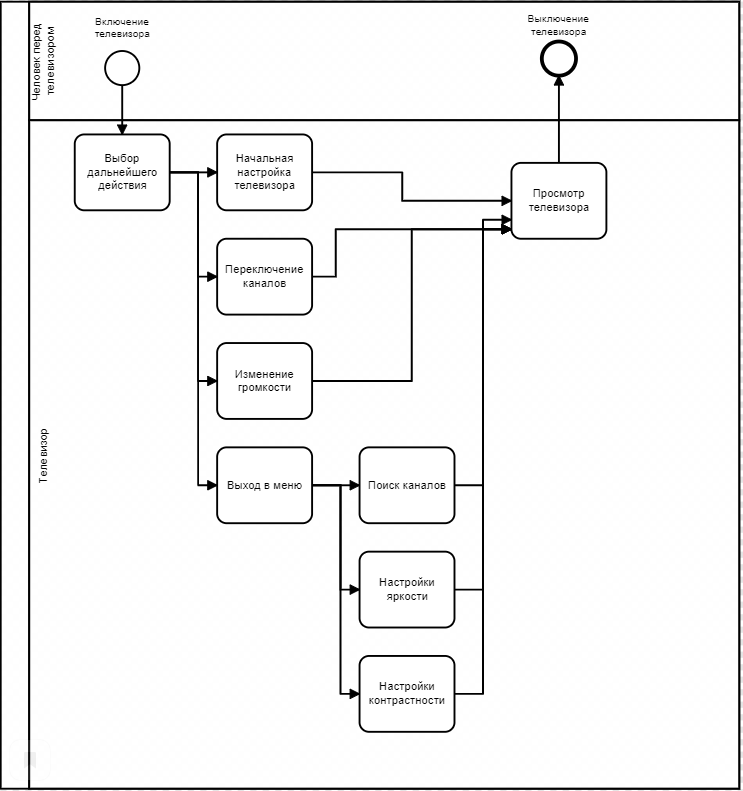 Включение
телевизора
Выключение
телевизора
Человек перед
телевизором
Выбор
дальнейшего
действия
Начальная
настройка
телевизора
Просмотр
телевизора
Переключение
каналов
Изменение
громкости
Телевизор
Выход в меню
Поиск каналов
Настройки
яркости
Настройки
контрастности